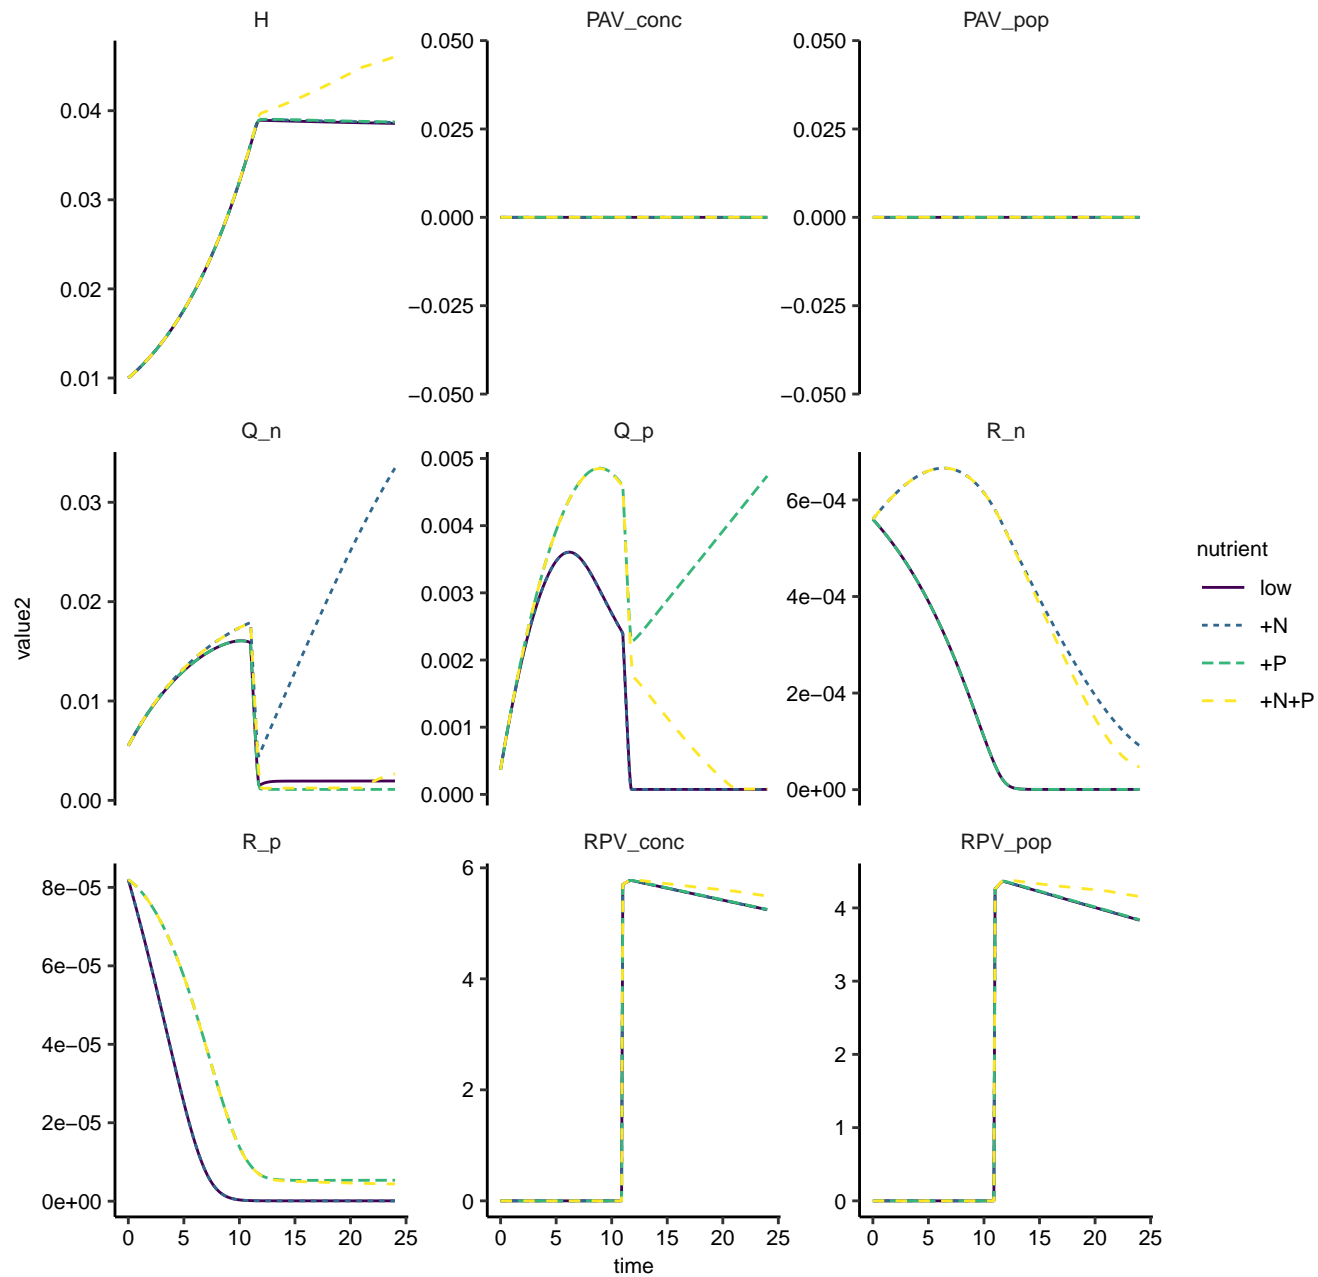 H
PAV_conc
PAV_pop
0.04
0.03
0.02
0.01
0.050
0.025
0.000
−0.025
−0.050
0.050
0.025
0.000
−0.025
−0.050
Q_n
Q_p
R_n
0.03
0.02
0.01
0.00
0.005
0.004
0.003
0.002
0.001
0.000
6e−04
4e−04
2e−04
0e+00
R_p
RPV_conc
RPV_pop
8e−05
6e−05
4e−05
2e−05
0e+00
6
4
2
0
4
3
2
1
0
0 5 10 15 20 25
0 5 10 15 20 25
0 5 10 15 20 25
time
value2
nutrient
low
+N
+P
+N+P